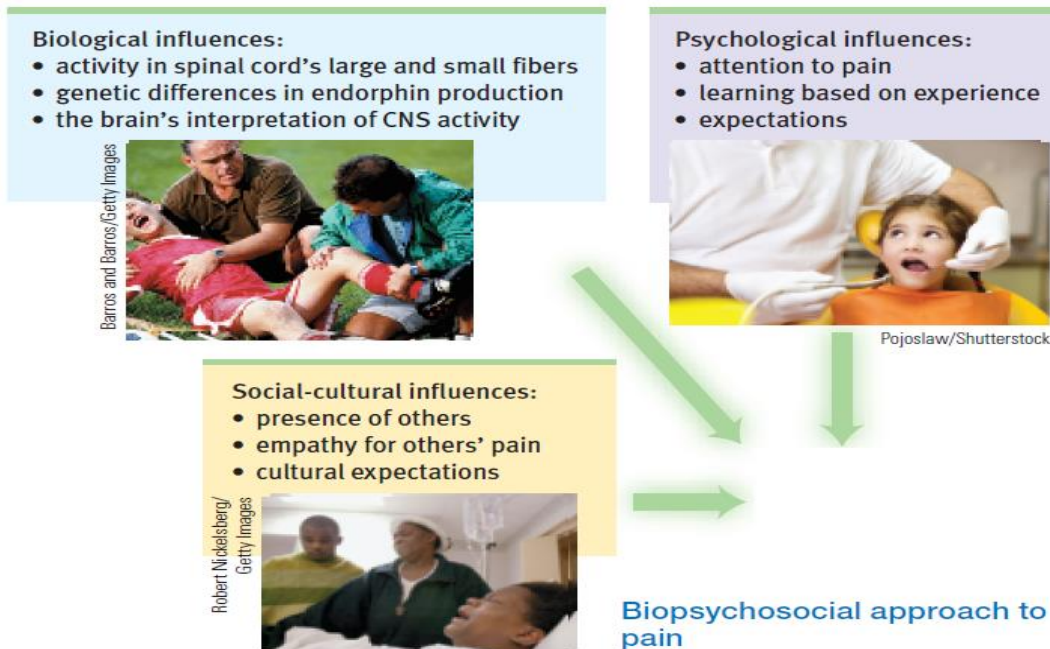 Biological influences:
• activity in spinal cord's large and small fibers
• genetic differences in endorphin production
• the brain's interpretation of CNS activity
Barros and Barros/Getty Images
Psychological influences:
• attention to pain
• learning based on experience
• expectations
Pojoslaw/Shutterstock
Social-cultural influences:
• presence of others
• empathy for others' pain
• cultural expectations
Robert Nickelsberg/
Getty Images
Biopsychosocial approach to
pain